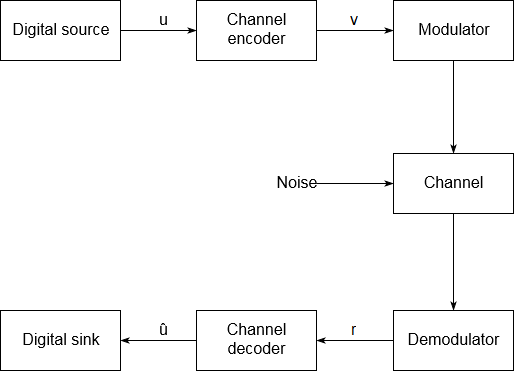 Digital source
u
Channel
encoder
v
Modulator
Noise
Channel
Digital sink
û
Channel
decoder
r
Demodulator